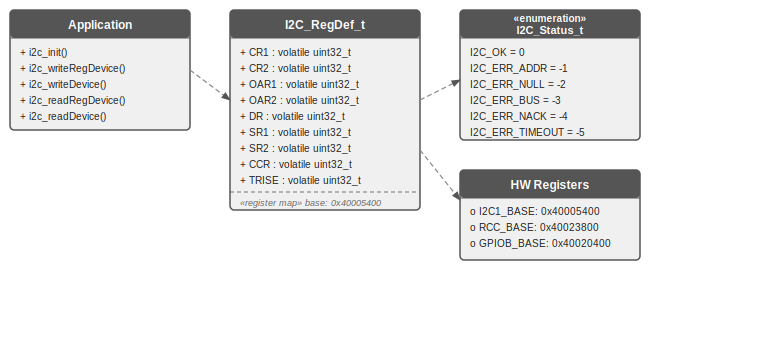 Application
+ i2c_init()
+ i2c_writeRegDevice()
+ i2c_writeDevice()
+ i2c_readRegDevice()
+ i2c_readDevice()
I2C_RegDef_t
+ CR1 : volatile uint32_t
+ CR2 : volatile uint32_t
+ OAR1 : volatile uint32_t
+ OAR2 : volatile uint32_t
+ DR : volatile uint32_t
+ SR1 : volatile uint32_t
+ SR2 : volatile uint32_t
+ CCR : volatile uint32_t
+ TRISE : volatile uint32_t
«register map» base: 0x40005400
«enumeration»
I2C_Status_t
I2C_OK = 0
I2C_ERR_ADDR = -1
I2C_ERR_NULL = -2
I2C_ERR_BUS = -3
I2C_ERR_NACK = -4
I2C_ERR_TIMEOUT = -5
HW Registers
o I2C1_BASE: 0x40005400
o RCC_BASE: 0x40023800
o GPIOB_BASE: 0x40020400